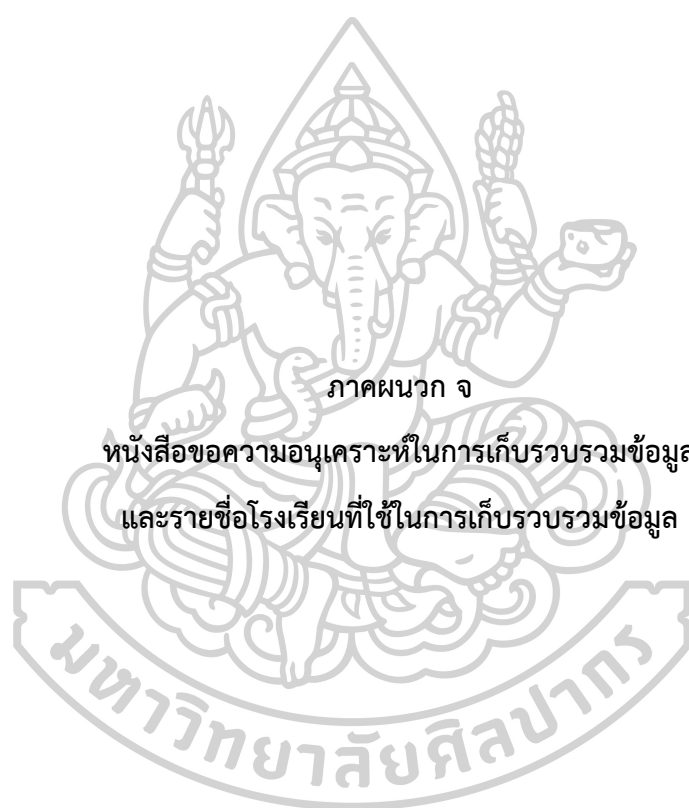 ภาคผนวก จ
หนังสือขอความอนุเคราะห์ในการเก็บรวบรวมข้อมูล
และรายชื่อโรงเรียนที่ใช้ในการเก็บรวบรวมข้อมูล
มหาวิทยาลัยศิลปากร